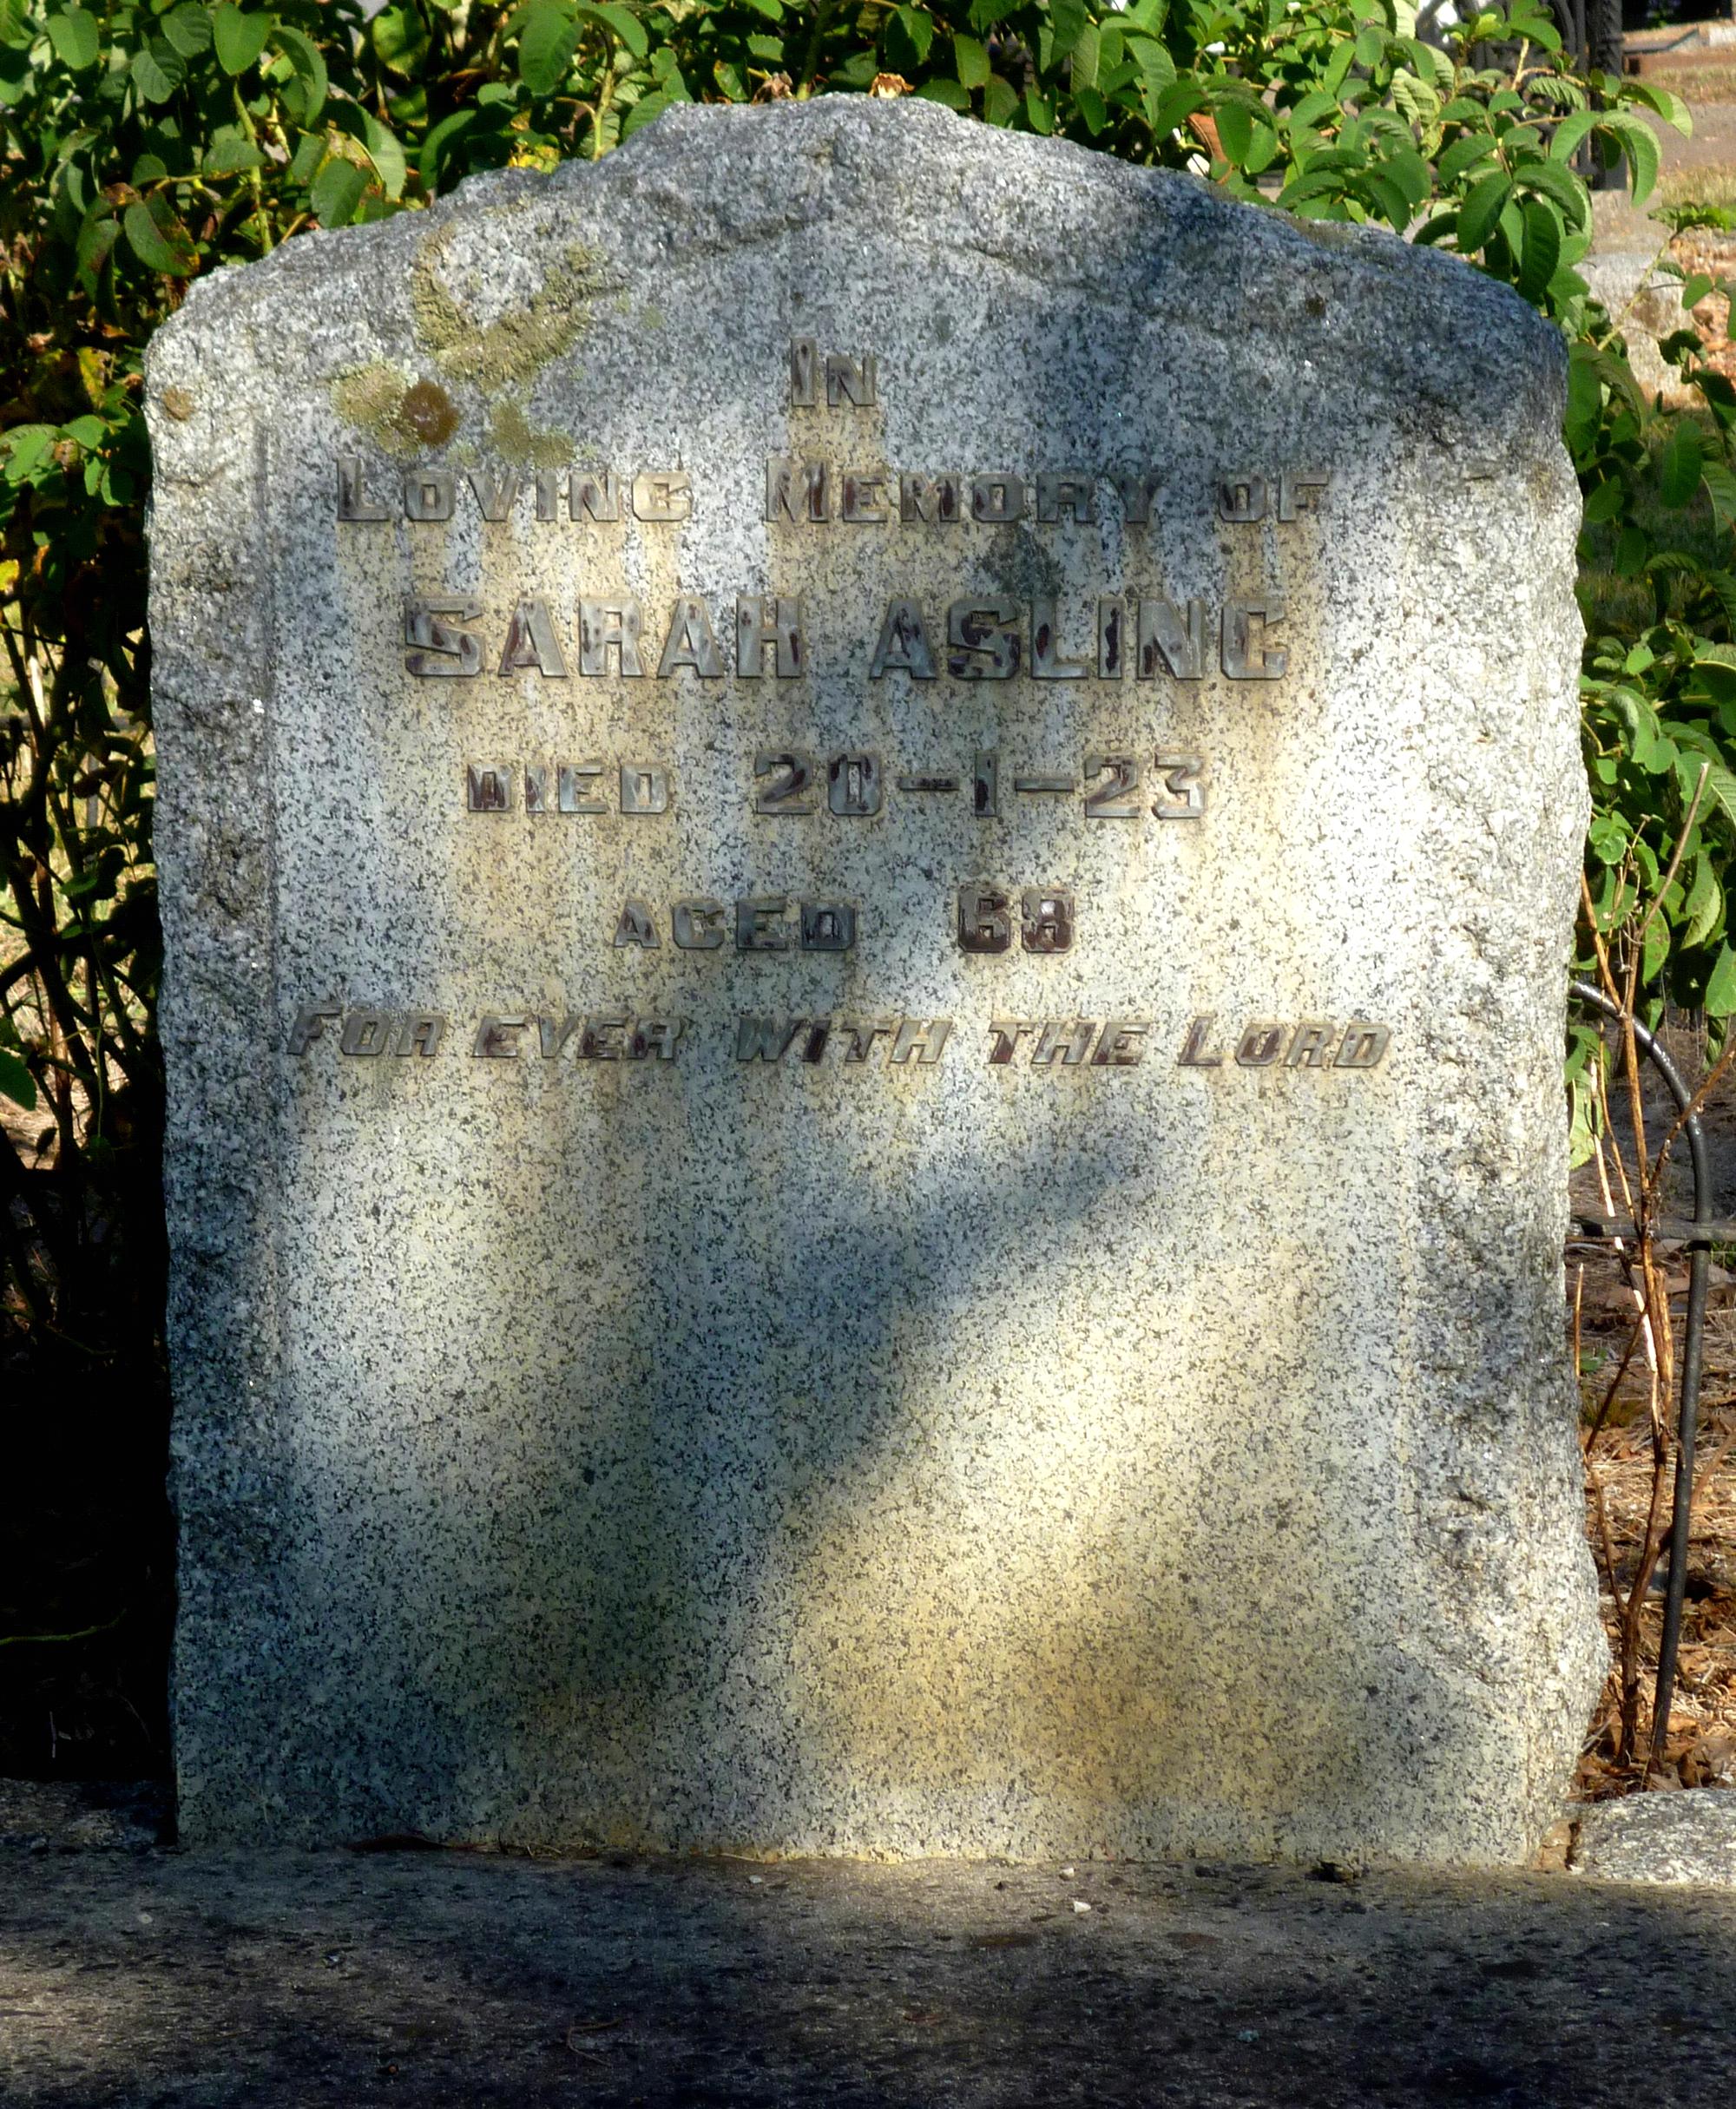 In
Loving Memory of
SARAH ASLING
DIED 20-1-23
AGED 68
For ever with the Lord